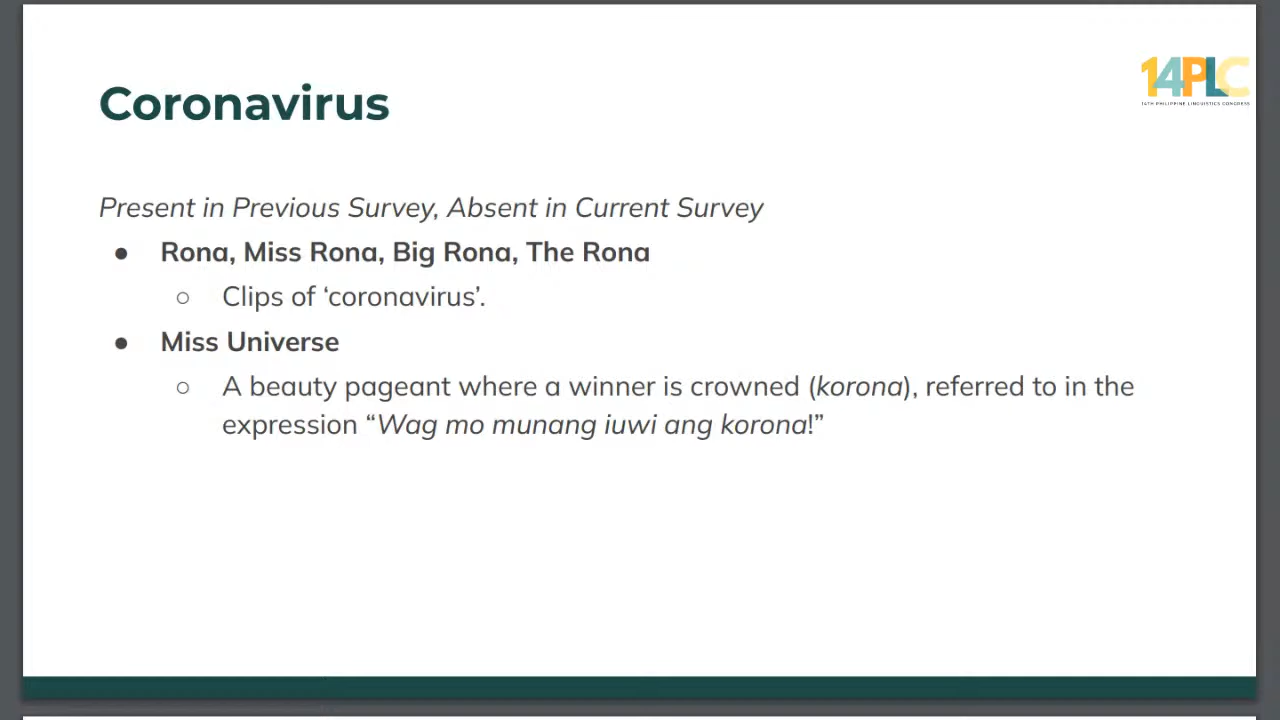 14PLC
14TH PHILIPPINE LINGUISTICS CONGRESS
Coronavirus
Present in Previous Survey, Absent in Current Survey
● Rona, Miss Rona, Big Rona, The Rona
○ Clips of ‘coronavirus’.
● Miss Universe
○ A beauty pageant where a winner is crowned (korona), referred to in the
expression “Wag mo munang iuwi ang korona!”